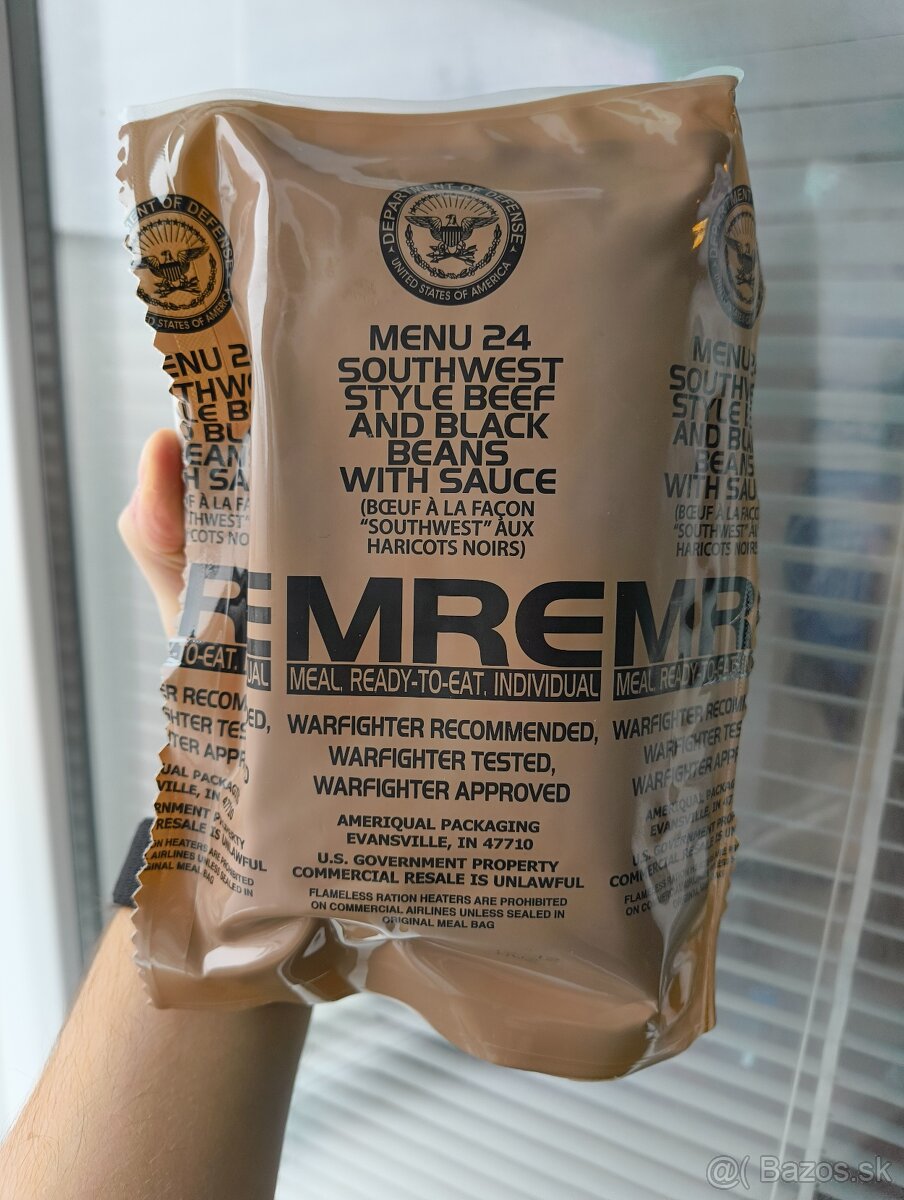 DEPARTMENT OF DEFENSE
UNITED STATES OF AMERICA
MENU 24
SOUTHWEST
STYLE BEEF
AND BLACK
BEANS
WITH SAUCE
(BŒUF À LA FAÇON
“SOUTHWEST” AUX
HARICOTS NOIRS)
MRE
MEAL, READY-TO-EAT, INDIVIDUAL
WARFIGHTER RECOMMENDED,
WARFIGHTER TESTED,
WARFIGHTER APPROVED
AMERIQUAL PACKAGING
EVANSVILLE, IN 47710
U.S. GOVERNMENT PROPERTY
COMMERCIAL RESALE IS UNLAWFUL
FLAMELESS RATION HEATERS ARE PROHIBITED
ON COMMERCIAL AIRLINES UNLESS SEALED IN
ORIGINAL MEAL BAG
Bazos.sk